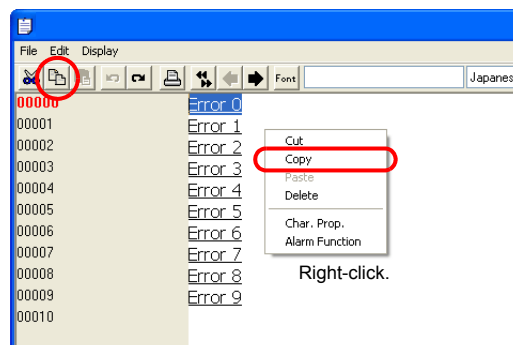 File Edit Display
Font
Japanes
00000 Error 0
00001 Error 1
00002 Error 2
00003 Error 3
00004 Error 4
00005 Error 5
00006 Error 6
00007 Error 7
00008 Error 8
00009 Error 9
00010
Cut
Copy
Paste
Delete
Char. Prop.
Alarm Function
Right-click.